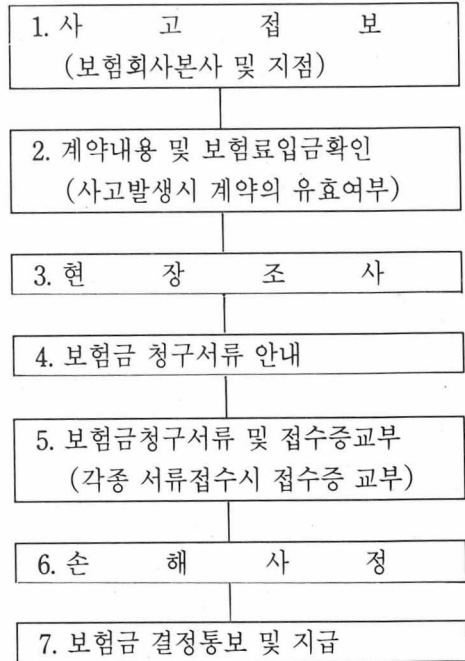 1. 사 고 접 보
(보험회사본사 및 지점)
2. 계약내용 및 보험료입금확인
(사고발생시 계약의 유효여부)
3. 현 장 조 사
4. 보험금 청구서류 안내
5. 보험금청구서류 및 접수증교부
(각종 서류접수시 접수증 교부)
6. 손 해 사 정
7. 보험금 결정통보 및 지급